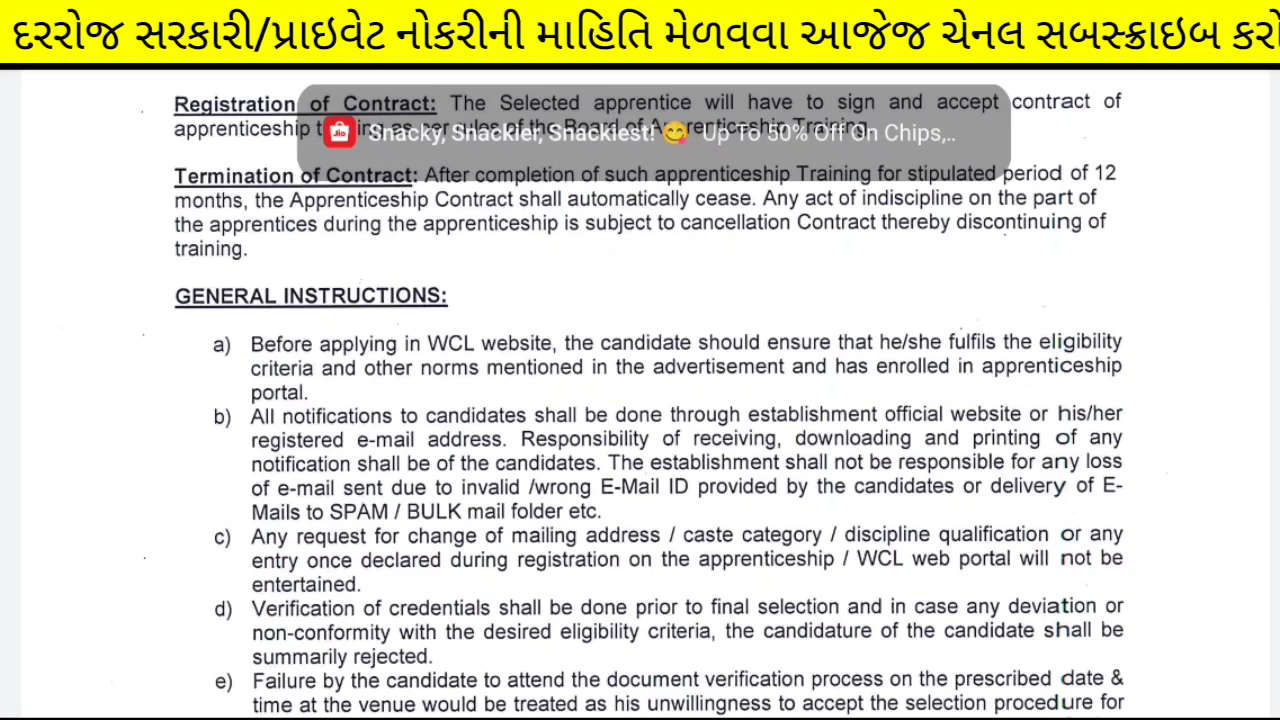 દરરોજ સરકારી/પ્રાઇવેટ નોકરીની માહિતિ મેળવવા આજેજ ચેનલ સબસ્ક્રાઇબ કરો
Registration of Contract: The Selected apprentice will have to sign and accept contract of
apprenticeship training as per rules of the Board of Apprenticeship Training.
Jio Snacky, Snackier, Snackiest! 😋 Up To 50% Off On Chips,..
Termination of Contract: After completion of such apprenticeship Training for stipulated period of 12
months, the Apprenticeship Contract shall automatically cease. Any act of indiscipline on the part of
the apprentices during the apprenticeship is subject to cancellation Contract thereby discontinuing of
training.
GENERAL INSTRUCTIONS:
a) Before applying in WCL website, the candidate should ensure that he/she fulfils the eligibility
criteria and other norms mentioned in the advertisement and has enrolled in apprenticeship
portal.
b) All notifications to candidates shall be done through establishment official website or his/her
registered e-mail address. Responsibility of receiving, downloading and printing of any
notification shall be of the candidates. The establishment shall not be responsible for any loss
of e-mail sent due to invalid /wrong E-Mail ID provided by the candidates or delivery of E-
Mails to SPAM / BULK mail folder etc.
c) Any request for change of mailing address / caste category / discipline qualification or any
entry once declared during registration on the apprenticeship / WCL web portal will not be
entertained.
d) Verification of credentials shall be done prior to final selection and in case any deviation or
non-conformity with the desired eligibility criteria, the candidature of the candidate shall be
summarily rejected.
e) Failure by the candidate to attend the document verification process on the prescribed date &
time at the venue would be treated as his unwillingness to accept the selection procedure for